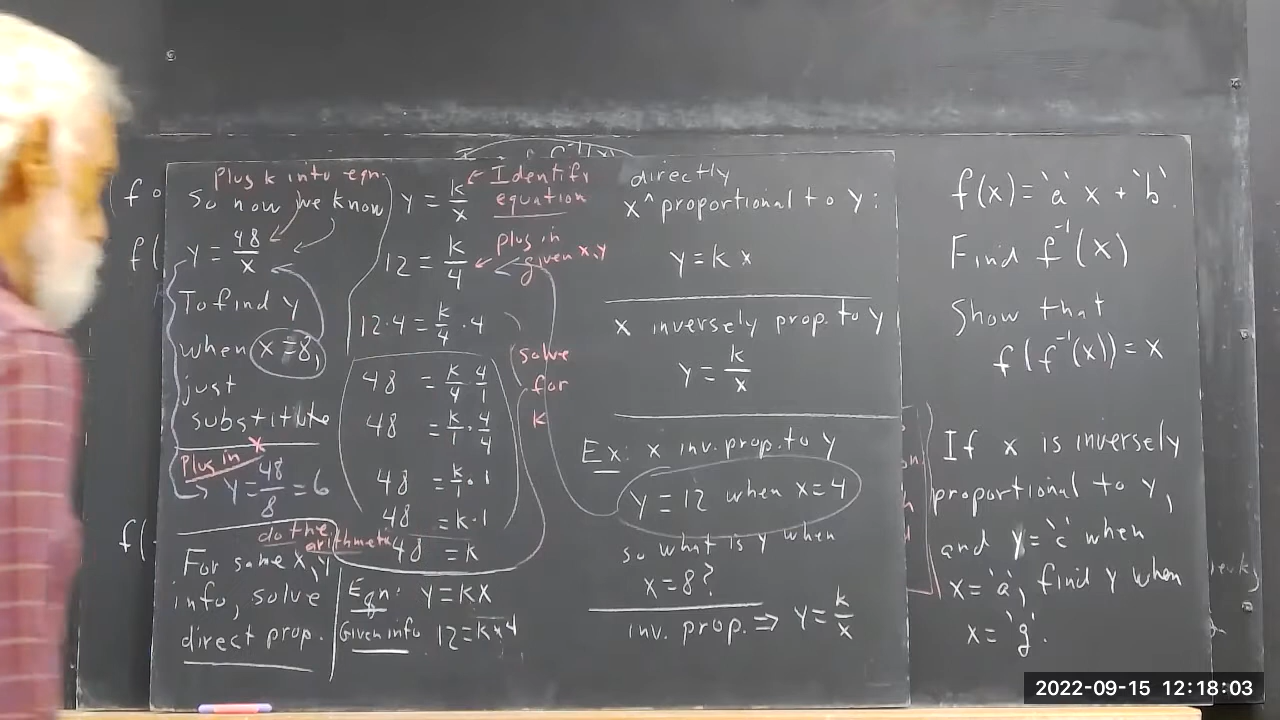 Plug k into eqn.
So now we know
y = 48/x
To find y
when x=8,
just
substitute
Plug in x
y = 48/8 = 6
do the
arithmetic
For same x, y
info, solve
direct prop.
y = k/x
Identify
equation
12 = k/4
plug in
given x, y
12·4 = k/4 · 4
48 = k/4 · 4/1
48 = k/1 · 4/4
48 = k/1 · 1
48 = k·1
48 = k
solve
for
k
Eqn: y = kx
Given info 12 = k·4
directly
x ^ proportional to y:
y = k x
x inversely prop. to y
y = k/x
Ex: x inv. prop. to y
y = 12 when x = 4
so what is y when
x = 8?
inv. prop. ⇒ y = k/x
f(x) = 'a' x + 'b'.
Find f⁻¹(x)
Show that
f(f⁻¹(x)) = x
If x is inversely
proportional to y,
and y = 'c' when
x = 'a', find y when
x = 'g'.
2022-09-15 12:18:03